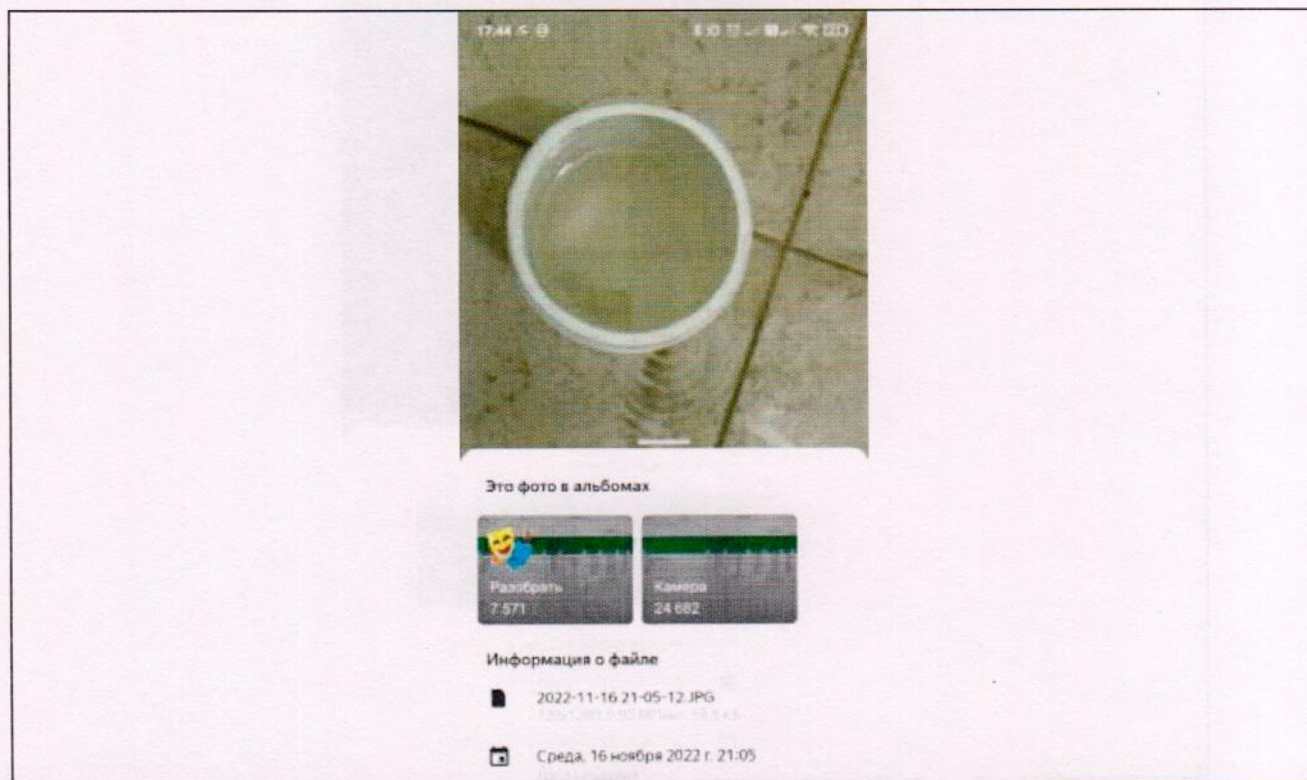 17:44
Это фото в альбомах
Разобрать
7 571
Камера
24 682
Информация о файле
2022-11-16 21-05-12.JPG
Среда, 16 ноября 2022 г. 21:05